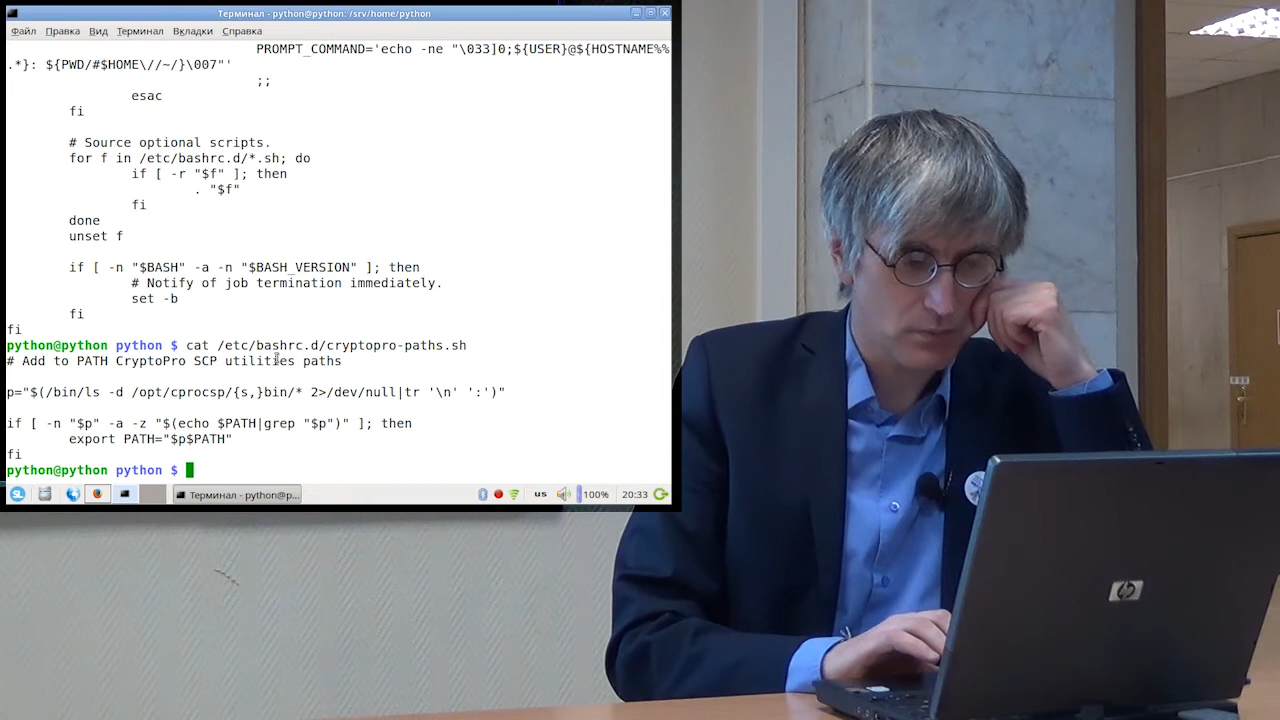 Терминал - python@python: /srv/home/python
Файл Правка Вид Терминал Вкладки Справка
PROMPT_COMMAND='echo -ne "\033]0;${USER}@${HOSTNAME%%
.*}: ${PWD/#$HOME\//~/}\007"'
;;
esac
fi
# Source optional scripts.
for f in /etc/bashrc.d/*.sh; do
if [ -r "$f" ]; then
. "$f"
fi
done
unset f
if [ -n "$BASH" -a -n "$BASH_VERSION" ]; then
# Notify of job termination immediately.
set -b
fi
fi
python@python python $ cat /etc/bashrc.d/cryptopro-paths.sh
# Add to PATH CryptoPro SCP utilities paths
p="$(/bin/ls -d /opt/cprocsp/{s,}bin/* 2>/dev/null|tr '\n' ':')"
if [ -n "$p" -a -z "$(echo $PATH|grep "$p")" ]; then
export PATH="$p$PATH"
fi
python@python python $
SL Терминал - python@p... us 100% 20:33
hp